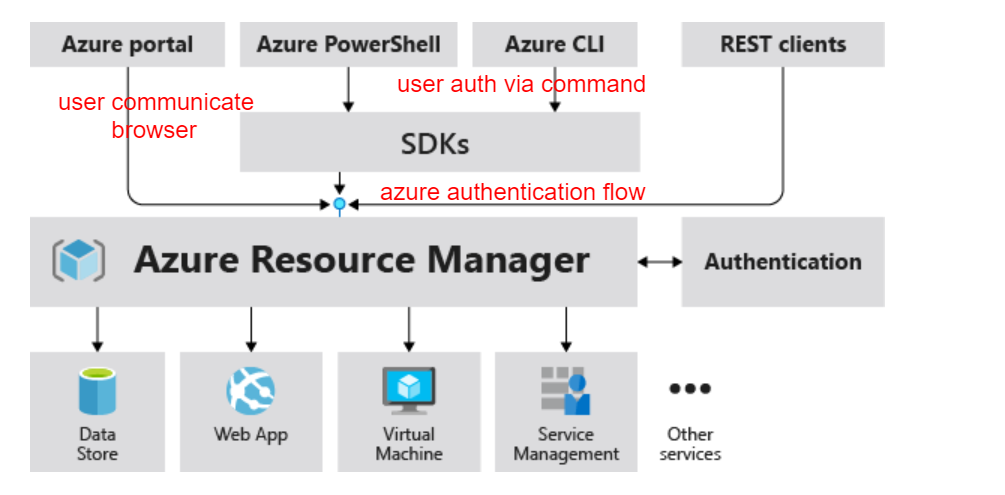 Azure portal
Azure PowerShell
Azure CLI
REST clients
user auth via command
user communicate
browser
SDKs
azure authentication flow
Azure Resource Manager
Authentication
Data
Store
Web App
Virtual
Machine
Service
Management
Other
services